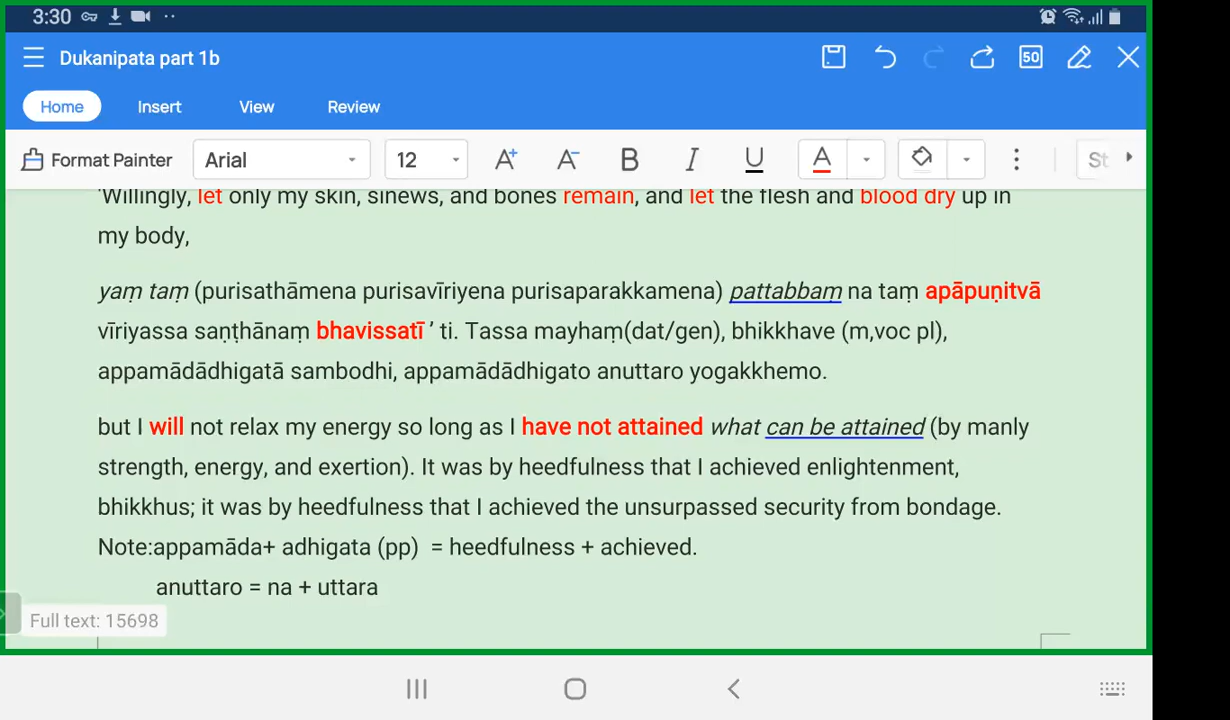 3:30
Dukanipata part 1b
50
Home Insert View Review
Format Painter Arial 12 A+ A- B I U A St
'Willingly, let only my skin, sinews, and bones remain, and let the flesh and blood dry up in
my body,
yaṃ taṃ (purisathāmena purisavīriyena purisaparakkamena) pattabbaṃ na taṃ apāpuṇitvā
vīriyassa saṇṭhānaṃ bhavissatī ’ ti. Tassa mayhaṃ(dat/gen), bhikkhave (m,voc pl),
appamādādhigatā sambodhi, appamādādhigato anuttaro yogakkhemo.
but I will not relax my energy so long as I have not attained what can be attained (by manly
strength, energy, and exertion). It was by heedfulness that I achieved enlightenment,
bhikkhus; it was by heedfulness that I achieved the unsurpassed security from bondage.
Note:appamāda+ adhigata (pp) = heedfulness + achieved.
anuttaro = na + uttara
Full text: 15698